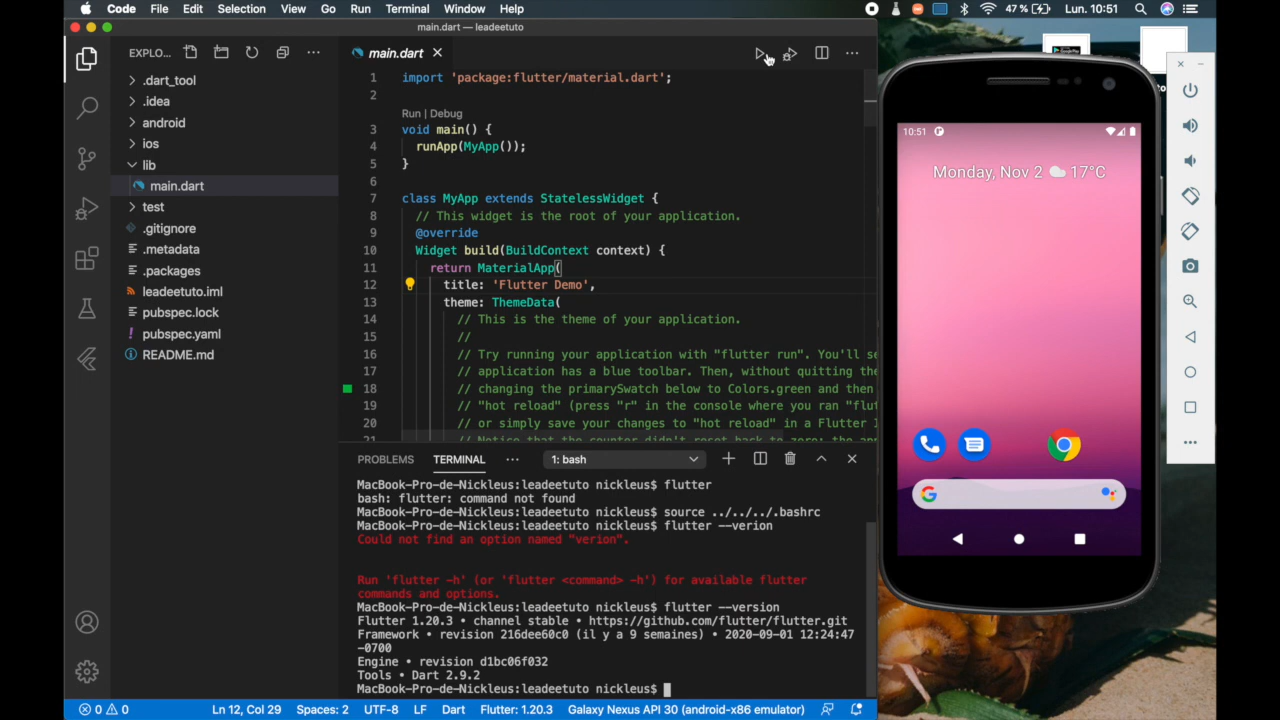 Code File Edit Selection View Go Run Terminal Window Help 47 % Lun. 10:51
main.dart — leadeetuto
EXPLO...
main.dart
.dart_tool
.idea
android
ios
lib
main.dart
test
.gitignore
.metadata
.packages
leadeetuto.iml
pubspec.lock
pubspec.yaml
README.md
1 import 'package:flutter/material.dart';
2
Run | Debug
3 void main() {
4 runApp(MyApp());
5 }
6
7 class MyApp extends StatelessWidget {
8 // This widget is the root of your application.
9 @override
10 Widget build(BuildContext context) {
11 return MaterialApp(
12 title: 'Flutter Demo',
13 theme: ThemeData(
14 // This is the theme of your application.
15 //
16 // Try running your application with "flutter run". You'll se
17 // application has a blue toolbar. Then, without quitting the
18 // changing the primarySwatch below to Colors.green and then
19 // "hot reload" (press "r" in the console where you ran "flut
20 // or simply save your changes to "hot reload" in a Flutter I
21 // Notice that the counter didn't reset back to zero; the app
PROBLEMS TERMINAL ... 1: bash
MacBook-Pro-de-Nickleus:leadeetuto nickleus$ flutter
bash: flutter: command not found
MacBook-Pro-de-Nickleus:leadeetuto nickleus$ source ../../../.bashrc
MacBook-Pro-de-Nickleus:leadeetuto nickleus$ flutter --verion
Could not find an option named "verion".
Run 'flutter -h' (or 'flutter <command> -h') for available flutter
commands and options.
MacBook-Pro-de-Nickleus:leadeetuto nickleus$ flutter --version
Flutter 1.20.3 • channel stable • https://github.com/flutter/flutter.git
Framework • revision 216dee60c0 (il y a 9 semaines) • 2020-09-01 12:24:47
-0700
Engine • revision d1bc06f032
Tools • Dart 2.9.2
MacBook-Pro-de-Nickleus:leadeetuto nickleus$
0 0 Ln 12, Col 29 Spaces: 2 UTF-8 LF Dart Flutter: 1.20.3 Galaxy Nexus API 30 (android-x86 emulator)
10:51
Monday, Nov 2 17°C